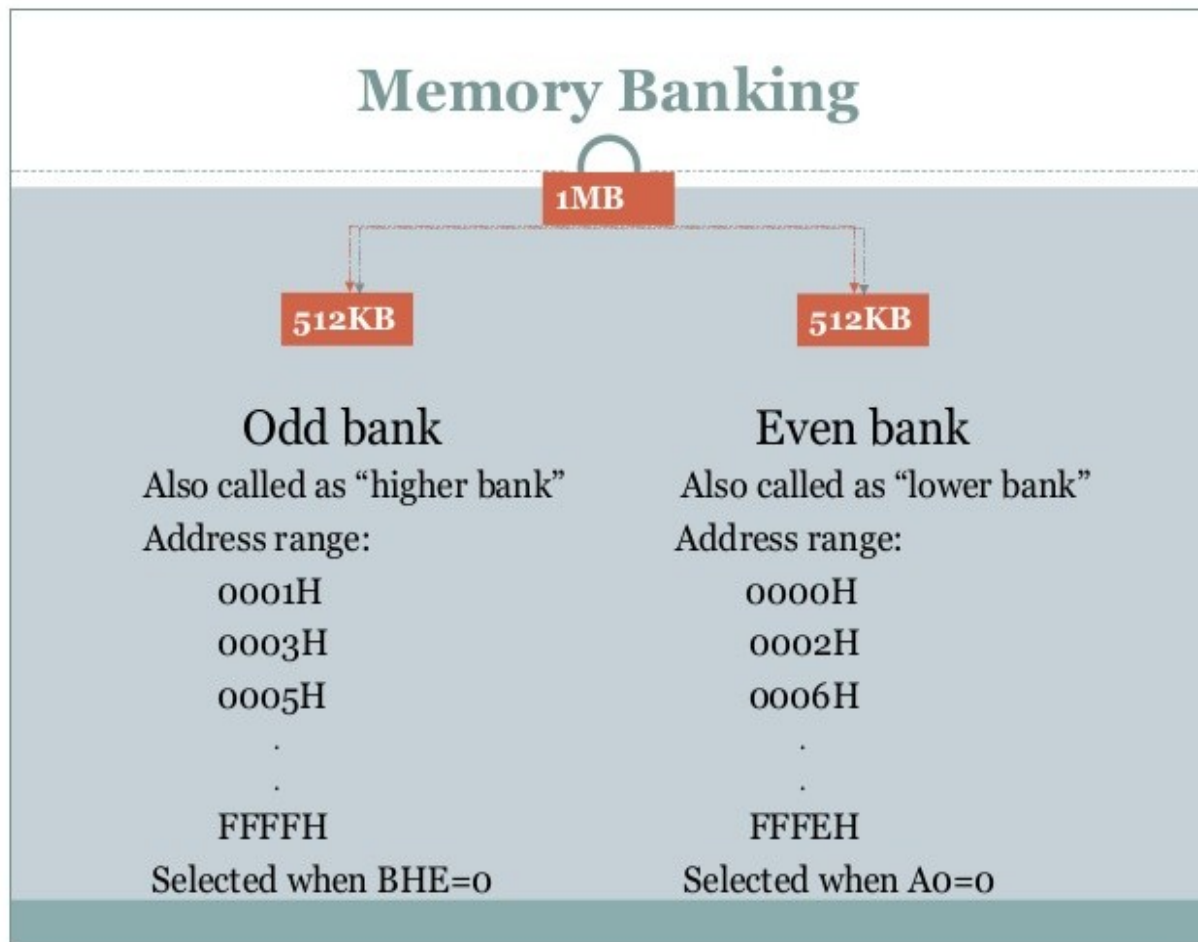 Memory Banking
1MB
512KB
512KB
Odd bank
Also called as “higher bank”
Address range:
0001H
0003H
0005H
.
.
FFFFH
Selected when BHE=0
Even bank
Also called as “lower bank”
Address range:
0000H
0002H
0006H
.
.
FFFEH
Selected when A0=0